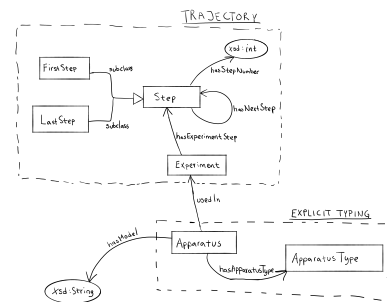 TRAJECTORY
xsd:int
FirstStep
subclass
hasStepNumber
Step
hasNextStep
LastStep
subclass
hasExperimentStep
Experiment
usedIn
EXPLICIT TYPING
hasModel
Apparatus
ApparatusType
hasApparatusType
xsd:String